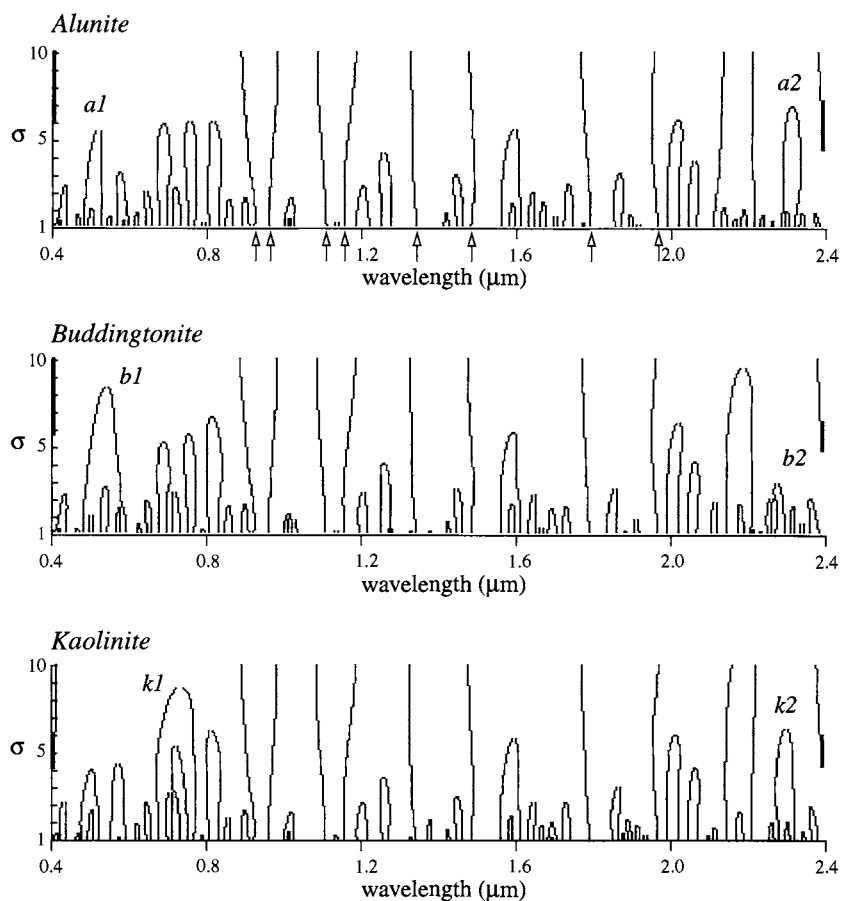 Alunite
10
a1
a2
σ 5
1
0.4 0.8 1.2 1.6 2.0 2.4
wavelength (μm)
Buddingtonite
10
b1
σ 5
b2
1
0.4 0.8 1.2 1.6 2.0 2.4
wavelength (μm)
Kaolinite
10
k1
k2
σ 5
1
0.4 0.8 1.2 1.6 2.0 2.4
wavelength (μm)